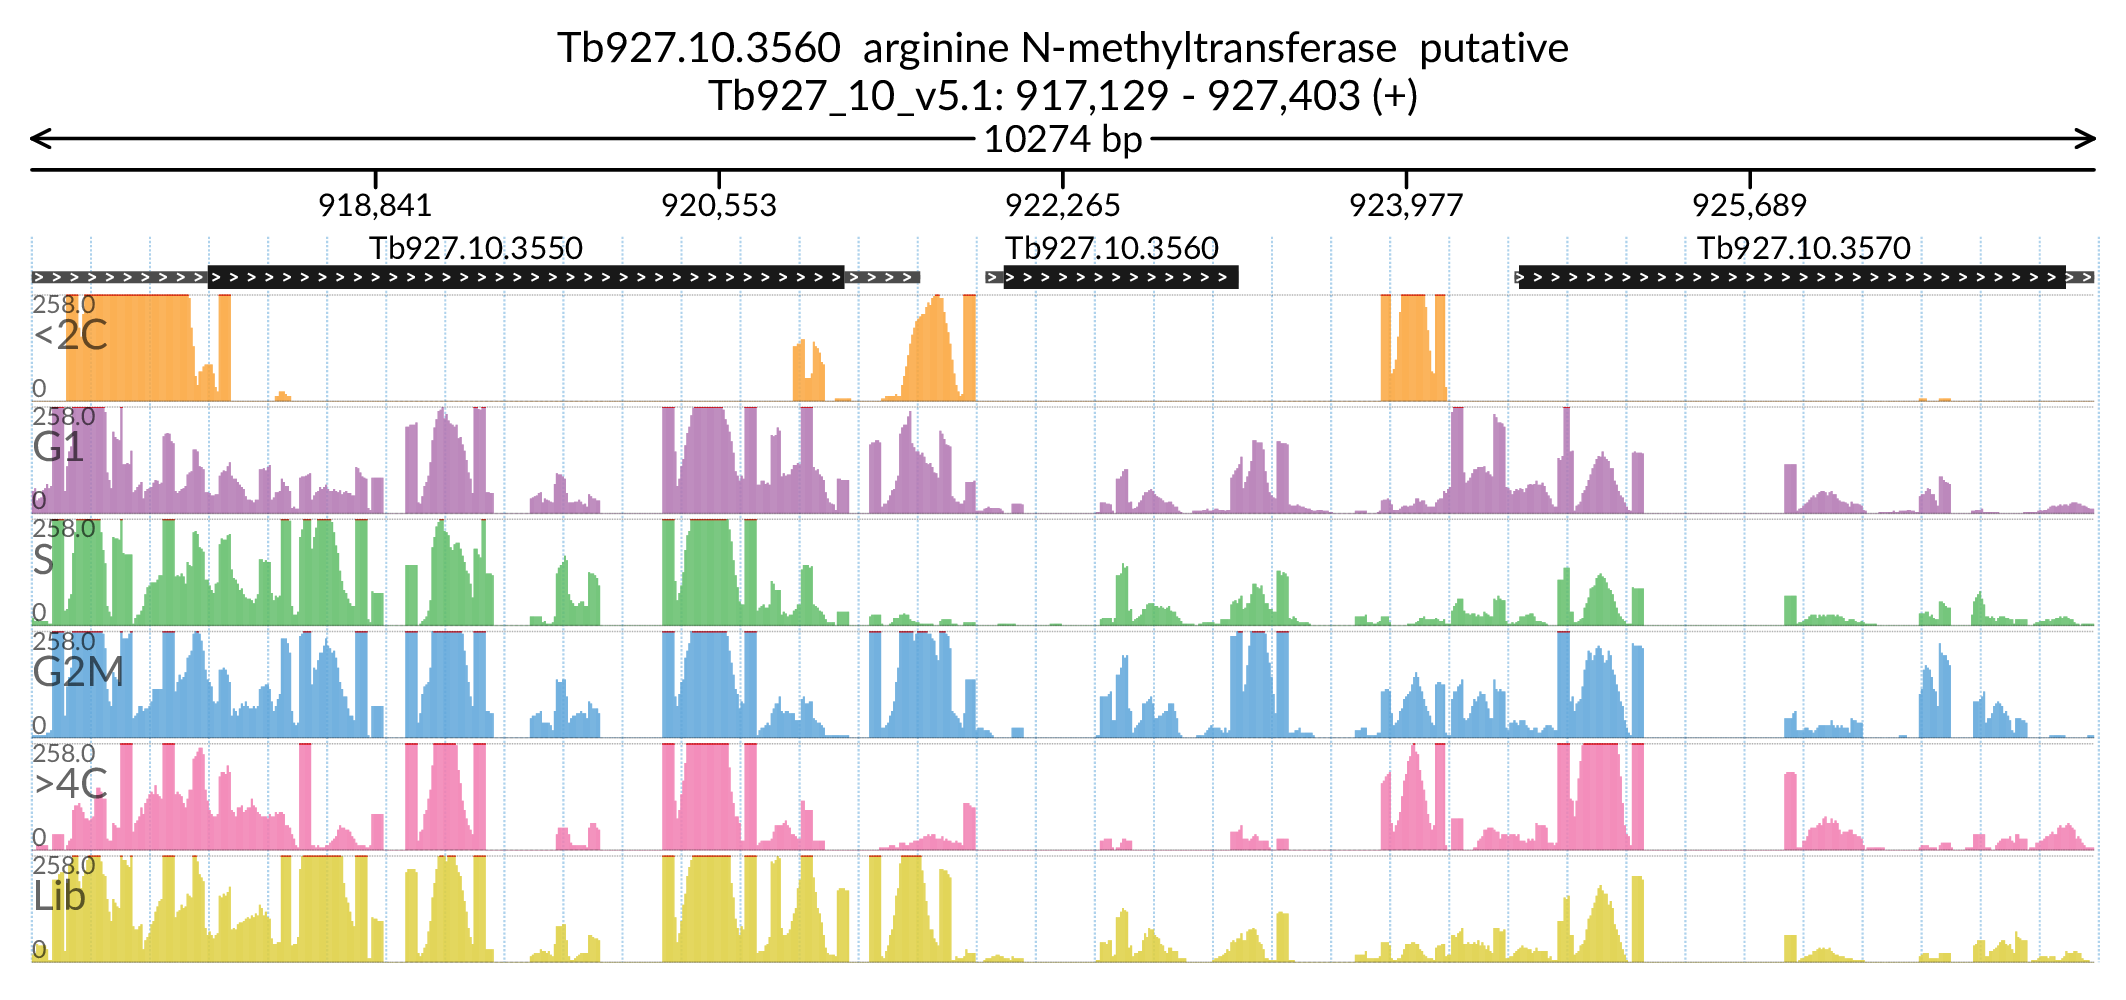 Tb927.10.3560 arginine N-methyltransferase putative
Tb927_10_v5.1: 917,129 - 927,403 (+)
10274 bp
918,841 920,553 922,265 923,977 925,689
Tb927.10.3550 Tb927.10.3560 Tb927.10.3570
258.0
<2C
0
258.0
G1
0
258.0
S
0
258.0
G2M
0
258.0
>4C
0
258.0
Lib
0